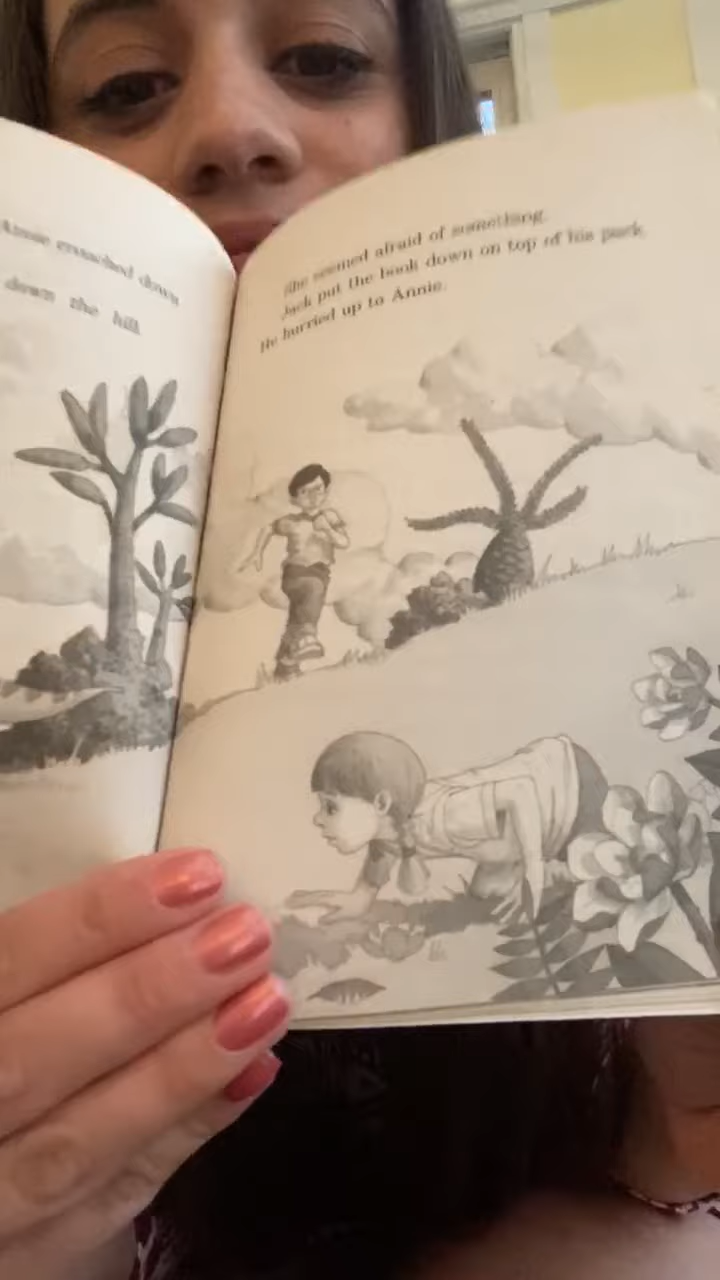 Annie crouched down
down the hill.
She seemed afraid of something.
Jack put the book down on top of his pack.
He hurried up to Annie.